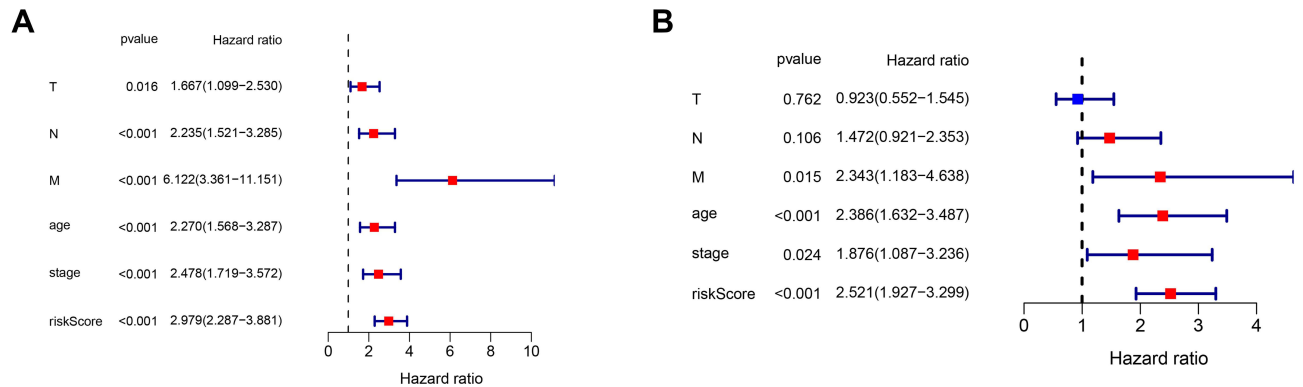 A
pvalue Hazard ratio
T 0.016 1.667(1.099−2.530)
N <0.001 2.235(1.521−3.285)
M <0.001 6.122(3.361−11.151)
age <0.001 2.270(1.568−3.287)
stage <0.001 2.478(1.719−3.572)
riskScore <0.001 2.979(2.287−3.881)
0 2 4 6 8 10
Hazard ratio
B
pvalue Hazard ratio
T 0.762 0.923(0.552−1.545)
N 0.106 1.472(0.921−2.353)
M 0.015 2.343(1.183−4.638)
age <0.001 2.386(1.632−3.487)
stage 0.024 1.876(1.087−3.236)
riskScore <0.001 2.521(1.927−3.299)
0 1 2 3 4
Hazard ratio